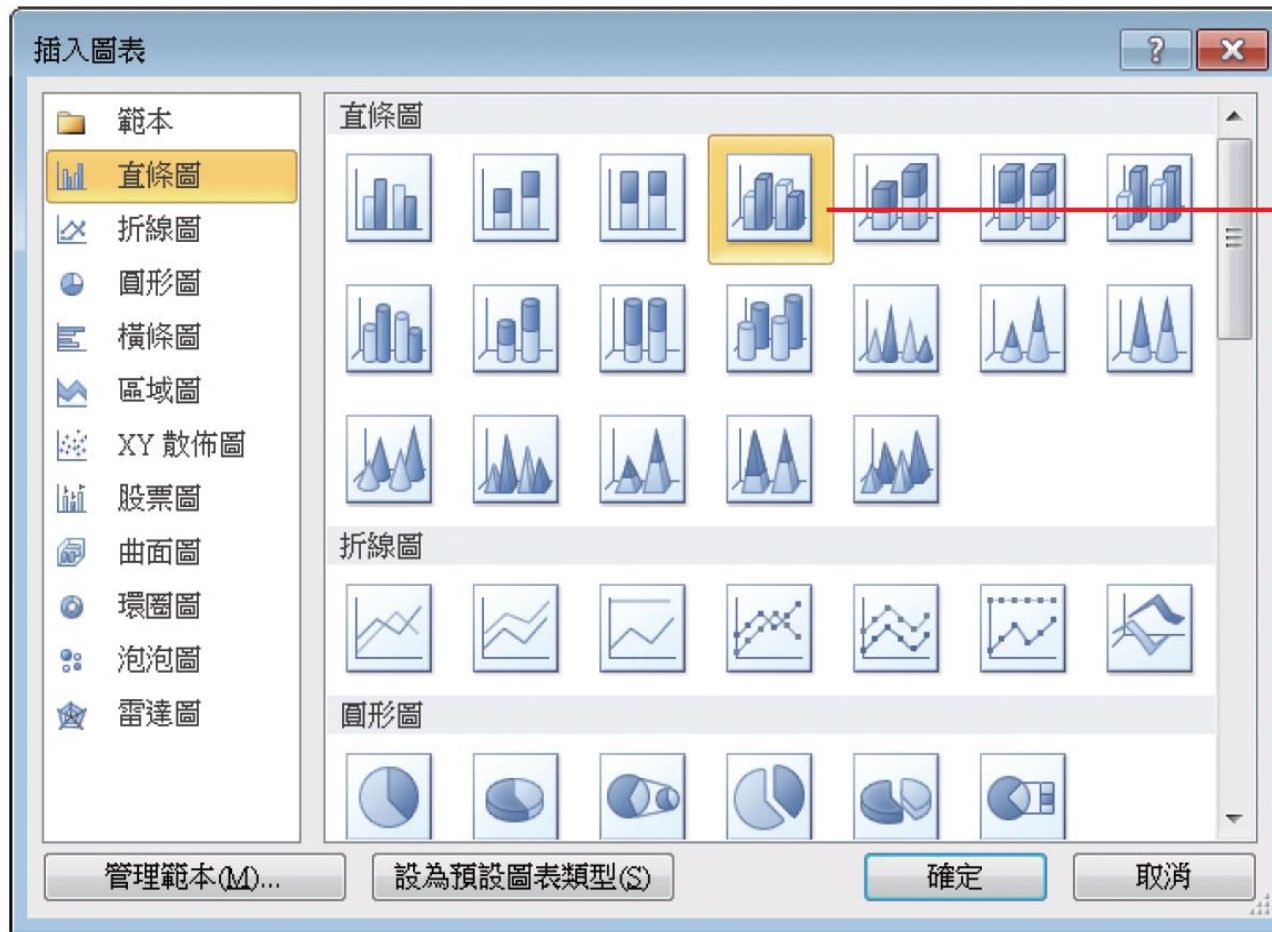 插入圖表
範本
直條圖
折線圖
圓形圖
橫條圖
區域圖
XY 散佈圖
股票圖
曲面圖
環圈圖
泡泡圖
雷達圖
直條圖
折線圖
圓形圖
管理範本(M)...
設為預設圖表類型(S)
確定
取消